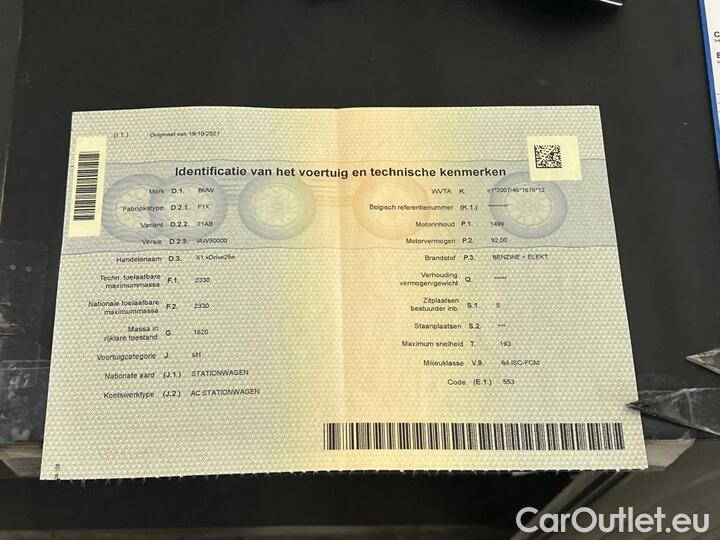 (I.1.) Origineel van 19/10/2021
Identificatie van het voertuig en technische kenmerken
Merk D.1. BMW
Fabriekstype D.2.1. F1X
Variant D.2.2. 71AB
Versie D.2.3. IAW50000
Handelsnaam D.3. X1 xDrive25e
Techn. toelaatbare
maximummassa F.1. 2330
Nationale toelaatbare
maximummassa F.2. 2330
Massa in
rijklare toestand G 1820
Voertuigcategorie J. M1
Nationale aard (J.1.) STATIONWAGEN
Koetswerktype (J.2.) AC STATIONWAGEN
WVTA K. e1*2007/46*1676*12
Belgisch referentienummer (K.1.) ********
Motorinhoud P.1. 1499
Motorvermogen P.2. 92,00
Brandstof P.3. BENZINE + ELEKT
Verhouding
vermogen/gewicht Q. *****
Zitplaatsen
bestuurder inb. S.1. 5
Staanplaatsen S.2. ***
Maximum snelheid T. 193
Milieuklasse V.9. 6d-ISC-FCM
Code (E.1.) 553
CarOutlet.eu